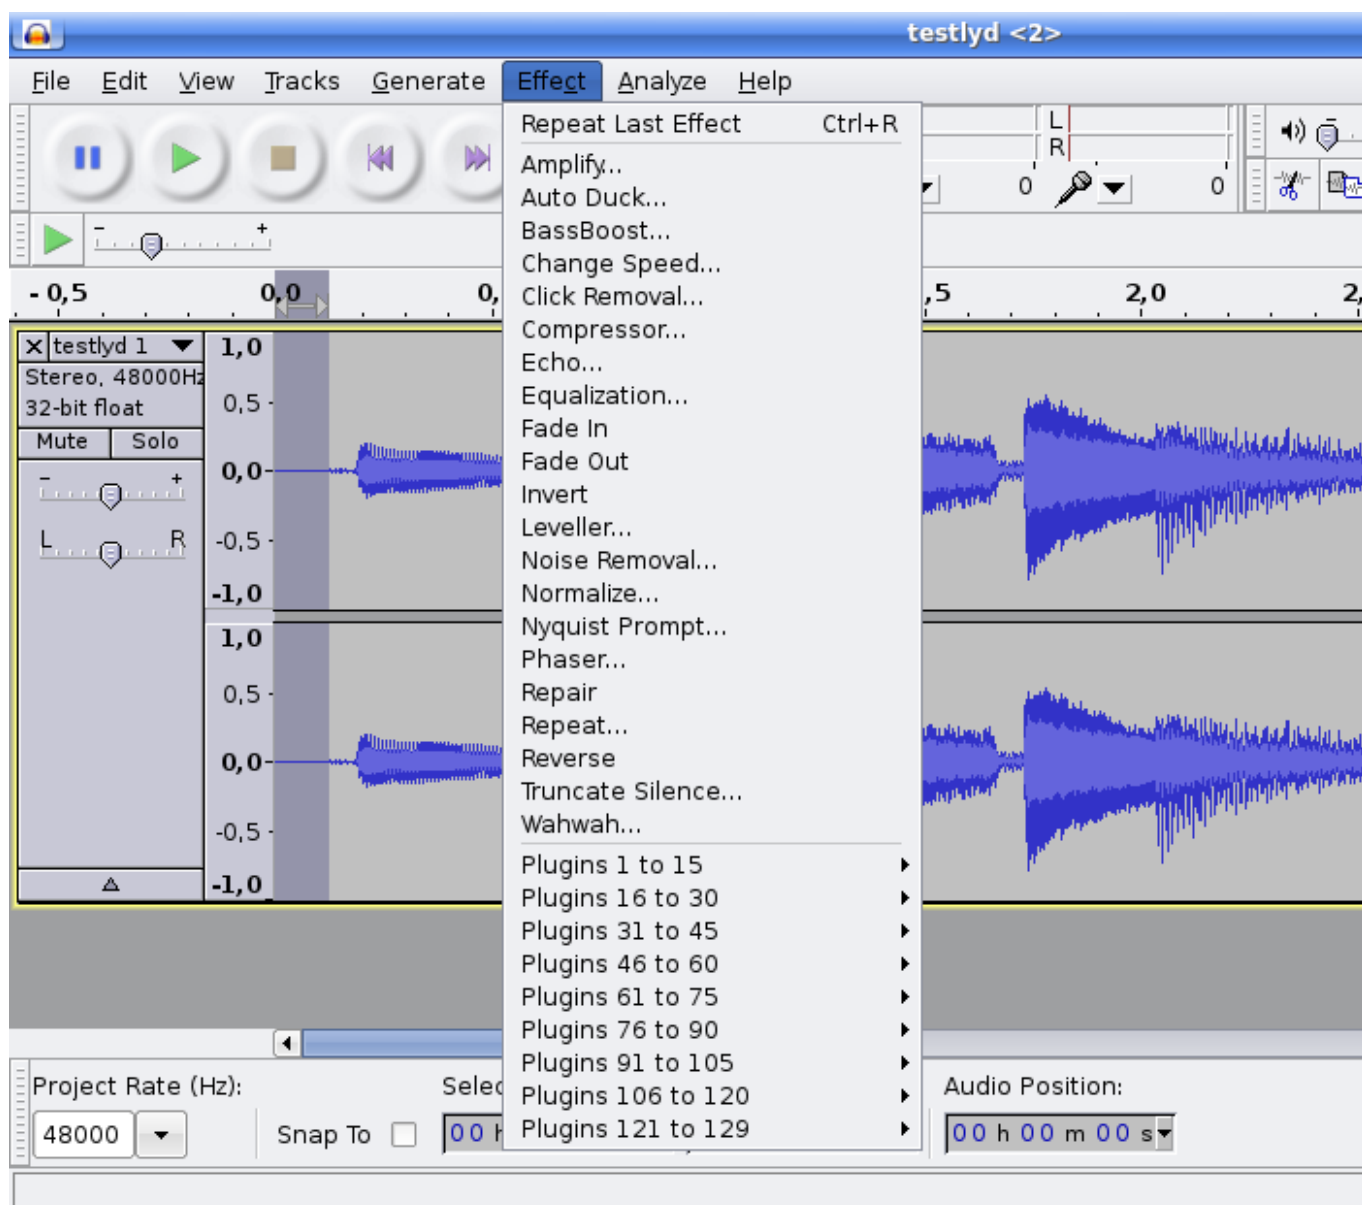 testlyd <2>
File Edit View Tracks Generate Effect Analyze Help
Repeat Last Effect Ctrl+R
Amplify...
Auto Duck...
BassBoost...
Change Speed...
Click Removal...
Compressor...
Echo...
Equalization...
Fade In
Fade Out
Invert
Leveller...
Noise Removal...
Normalize...
Nyquist Prompt...
Phaser...
Repair
Repeat...
Reverse
Truncate Silence...
Wahwah...
Plugins 1 to 15
Plugins 16 to 30
Plugins 31 to 45
Plugins 46 to 60
Plugins 61 to 75
Plugins 76 to 90
Plugins 91 to 105
Plugins 106 to 120
Plugins 121 to 129
L
R
0 0
- +
- 0,5 0,0 0, ,5 2,0 2,
testlyd 1
Stereo, 48000Hz
32-bit float
Mute Solo
- +
L R
1,0
0,5
0,0
-0,5
-1,0
1,0
0,5
0,0
-0,5
-1,0
Project Rate (Hz): Selec Audio Position:
48000 Snap To 00 h 00 h 00 m 00 s